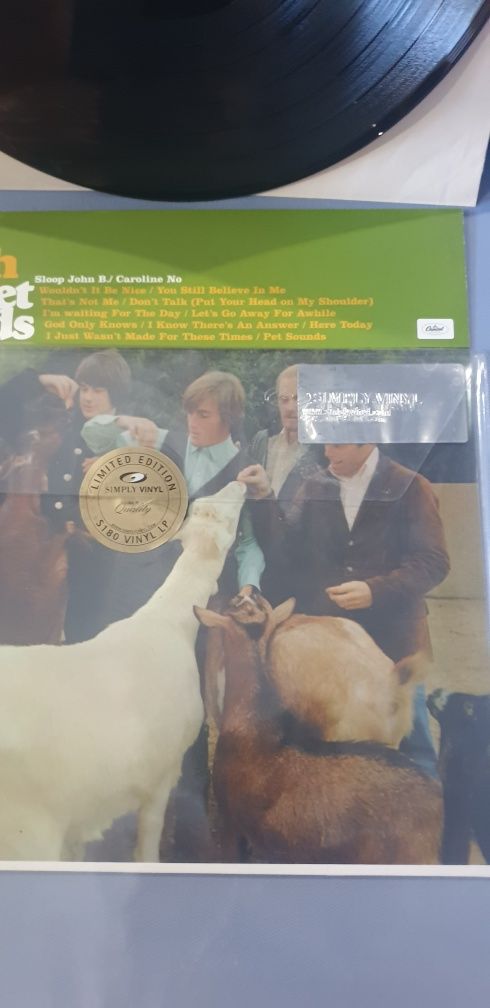 h
et
ds
Sloop John B./ Caroline No
Wouldn't It Be Nice / You Still Believe In Me
That's Not Me / Don't Talk (Put Your Head on My Shoulder)
I'm waiting For The Day / Let's Go Away For Awhile
God Only Knows / I Know There's An Answer / Here Today
I Just Wasn't Made For These Times / Pet Sounds
Capitol
SIMPLY VINYL
LIMITED EDITION
SIMPLY VINYL
Quality
S180 VINYL LP